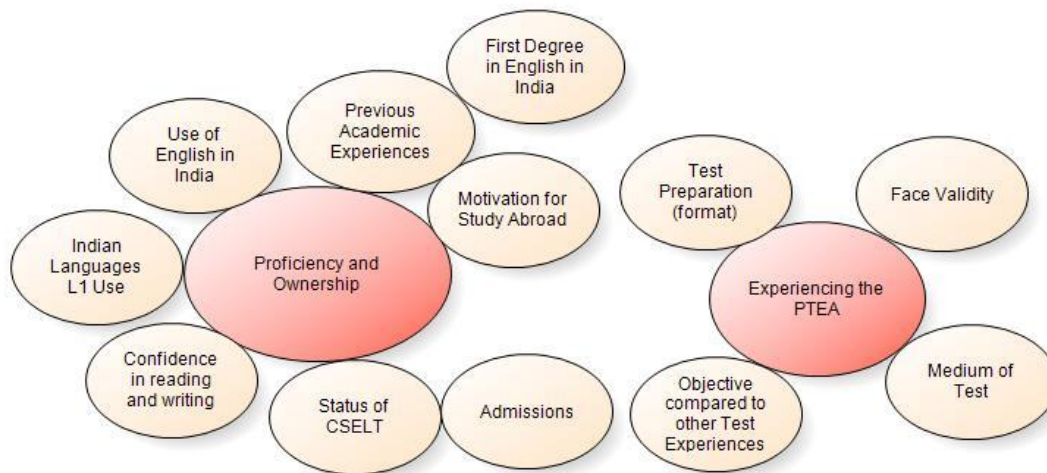 First Degree
in English in
India
Previous
Academic
Experiences
Use of
English in
India
Motivation for
Study Abroad
Indian
Languages
L1 Use
Proficiency and
Ownership
Confidence
in reading
and writing
Status of
CSELT
Admissions
Test
Preparation
(format)
Face Validity
Experiencing the
PTEA
Objective
compared to
other Test
Experiences
Medium of
Test